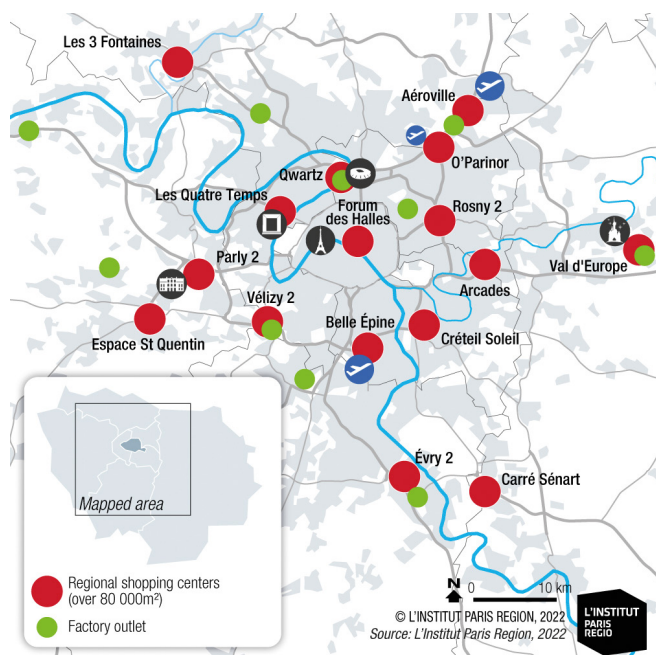 Les 3 Fontaines
Aéroville
O'Parinor
Qwartz
Les Quatre Temps
Forum
des Halles
Rosny 2
Parly 2
Val d'Europe
Arcades
Vélizy 2
Belle Épine
Créteil Soleil
Espace St Quentin
Évry 2
Carré Sénart
Mapped area
Regional shopping centers
(over 80 000m²)
Factory outlet
N
0 10 km
© L'INSTITUT PARIS REGION, 2022
Source: L'Institut Paris Region, 2022
L'INSTITUT
PARIS
REGIO